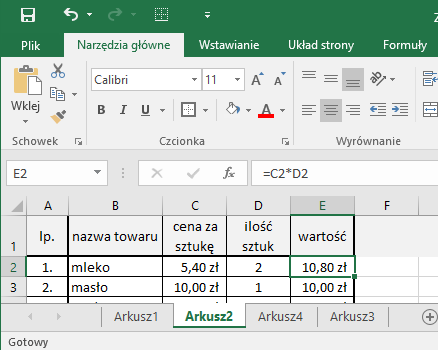 Z
Plik Narzędzia główne Wstawianie Układ strony Formuły
Wklej
Calibri 11 A A
B I U A
Schowek Czcionka Wyrównanie
E2 fx =C2*D2
A B C D E F
1 lp. nazwa towaru cena za sztukę ilość sztuk wartość
2 1. mleko 5,40 zł 2 10,80 zł
3 2. masło 10,00 zł 1 10,00 zł
Arkusz1 Arkusz2 Arkusz4 Arkusz3
Gotowy